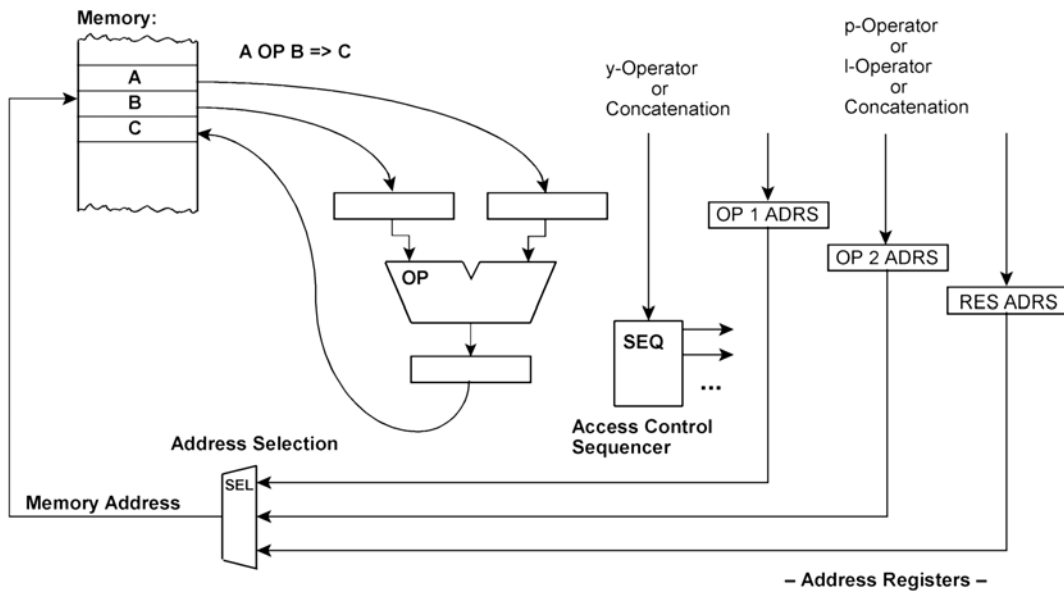 Memory:
A OP B => C
A
B
C
y-Operator
or
Concatenation
p-Operator
or
l-Operator
or
Concatenation
OP 1 ADRS
OP 2 ADRS
RES ADRS
OP
SEQ
...
Access Control
Sequencer
Address Selection
SEL
Memory Address
– Address Registers –